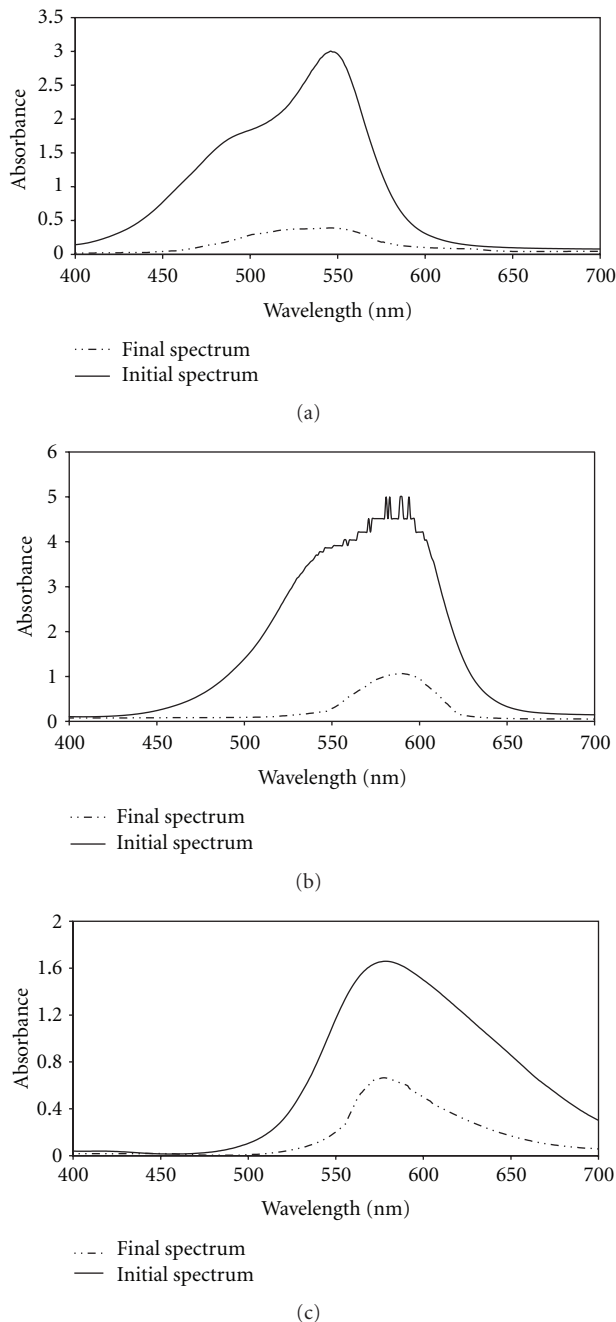 3.5
3
2.5
2
1.5
1
0.5
0
Absorbance
400 450 500 550 600 650 700
Wavelength (nm)
Final spectrum
Initial spectrum
(a)
6
5
4
3
2
1
0
Absorbance
400 450 500 550 600 650 700
Wavelength (nm)
Final spectrum
Initial spectrum
(b)
2
1.6
1.2
0.8
0.4
0
Absorbance
400 450 500 550 600 650 700
Wavelength (nm)
Final spectrum
Initial spectrum
(c)